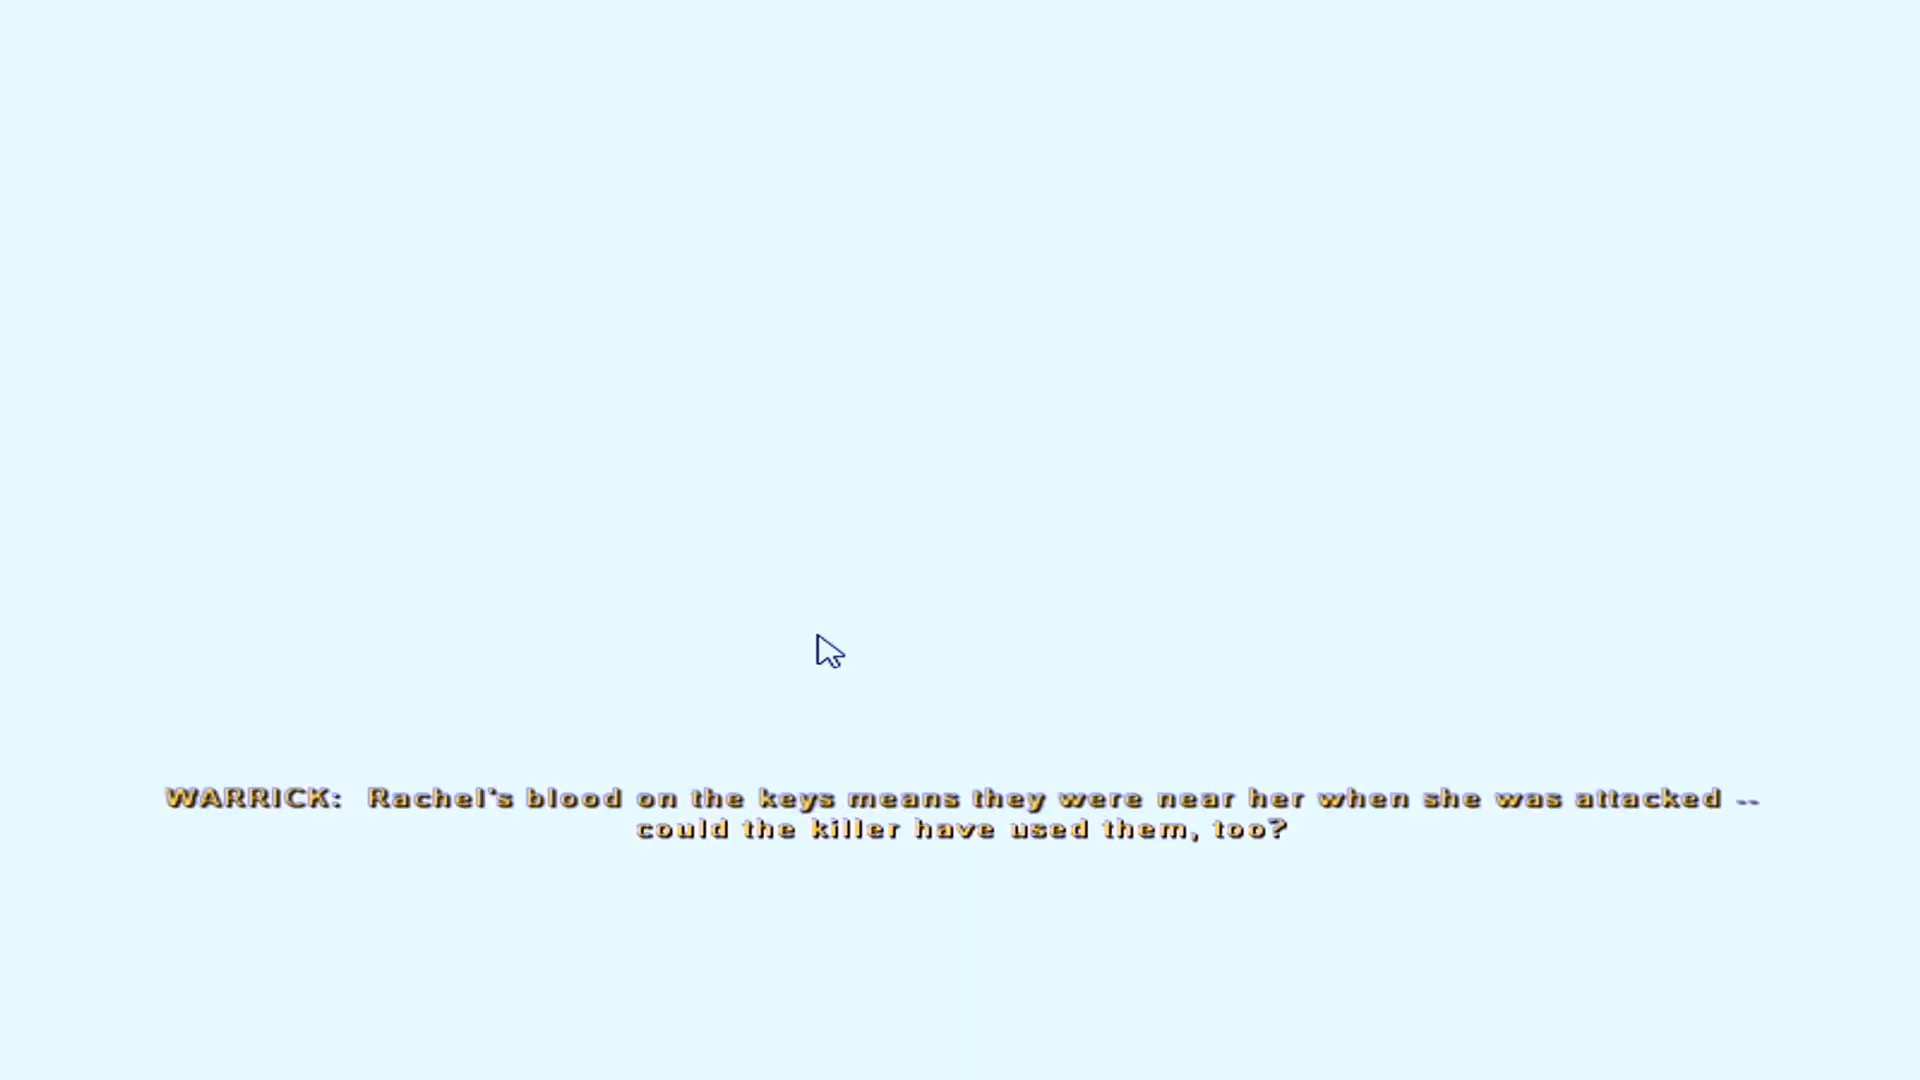 WARRICK:  Rachel's blood on the keys means they were near her when she was attacked --
could the killer have used them, too?